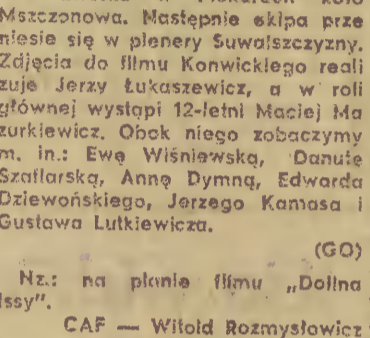 Mszczonowa. Następnie ekipa prze
niesie się w plenery Suwalszczyzny.
Zdjęcia do filmu Konwickiego reali
zuje Jerzy Łukaszewicz, a w roli
głównej wystąpi 12-letni Maciej Ma
zurkiewicz. Obok niego zobaczymy
m. in.: Ewę Wiśniewską, Danutę
Szaflarską, Annę Dymną, Edwarda
Dziewońskiego, Jerzego Kamasa i
Gustawa Lutkiewicza.
(GO)
Nz.: na planie filmu „Dolina
Issy”.
CAF — Witold Rozmysłowicz